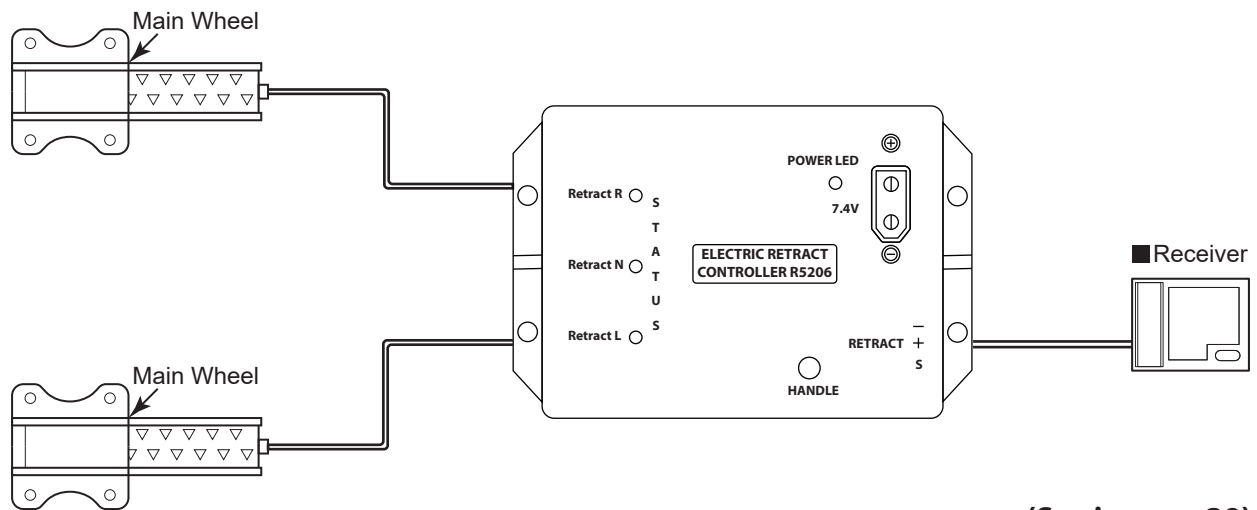 Main Wheel
POWER LED
7.4V
Retract R
Retract N
Retract L
S
T
A
T
U
S
ELECTRIC RETRACT
CONTROLLER R5206
■Receiver
RETRACT
−
+
S
HANDLE
Main Wheel